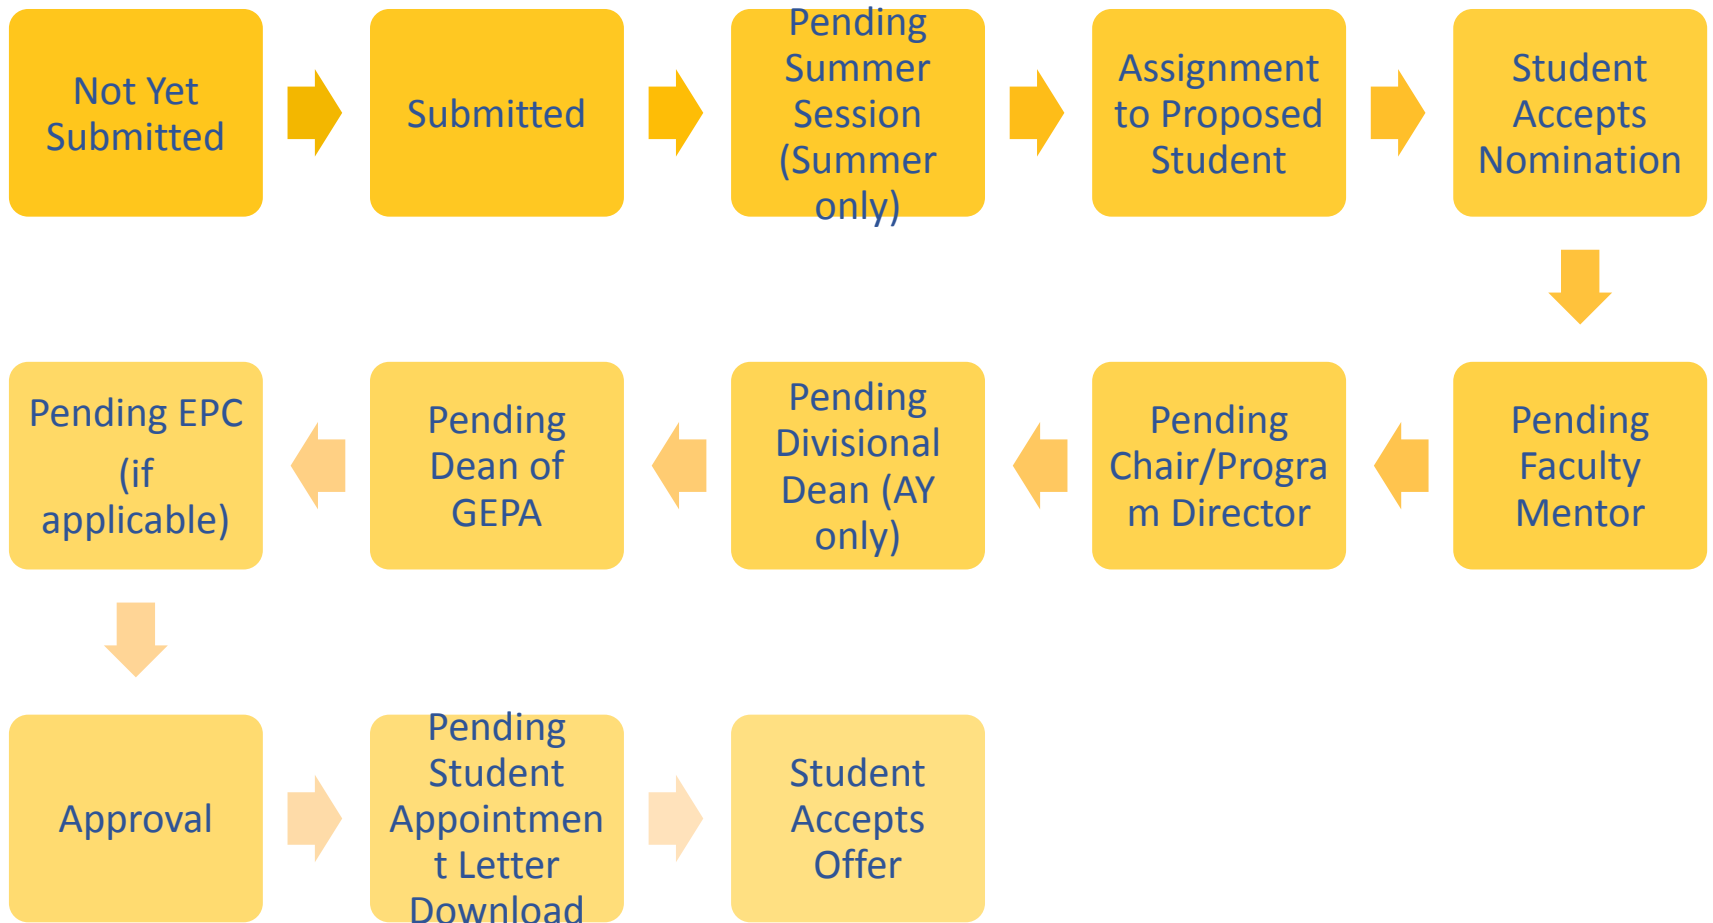 Not Yet
Submitted
Submitted
Pending
Summer
Session
(Summer
only)
Assignment
to Proposed
Student
Student
Accepts
Nomination
Pending
Faculty
Mentor
Pending
Chair/Progra
m Director
Pending
Divisional
Dean (AY
only)
Pending
Dean of
GEPA
Pending EPC
(if
applicable)
Approval
Pending
Student
Appointmen
t Letter
Download
Student
Accepts
Offer